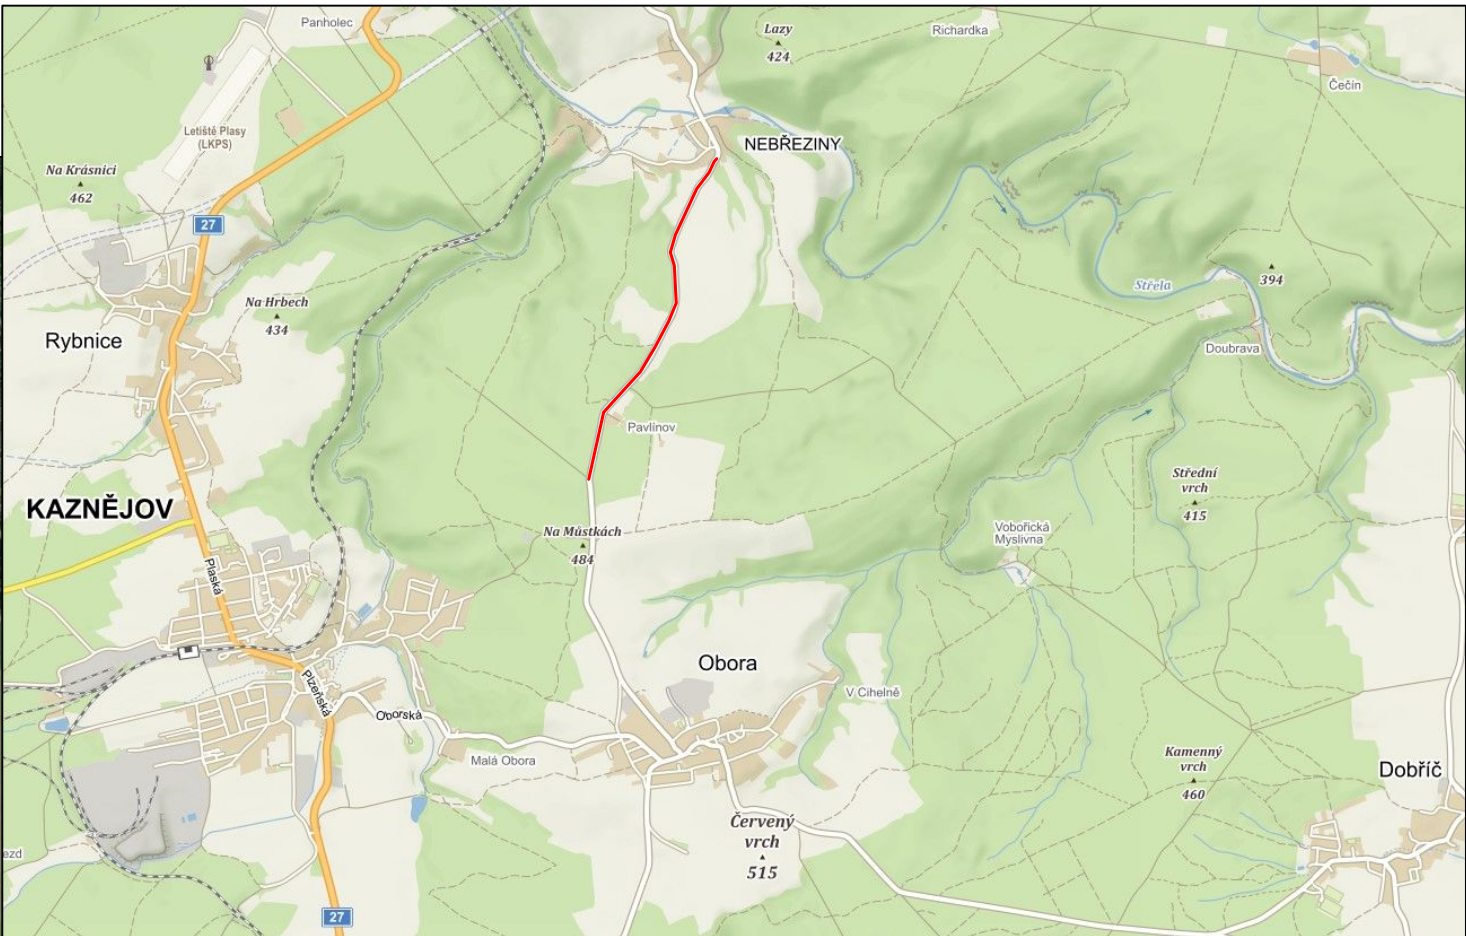 Panholec
Lazy
424
Richardka
Čečín
Letiště Plasy
(LKPS)
NEBŘEZINY
Na Krásnici
462
27
Střela
394
Na Hrbech
434
Rybnice
Doubrava
Pavlínov
Střední
vrch
415
KAZNĚJOV
Na Můstkách
484
Vobořická
Myslivna
Plaská
Obora
Plzeňská
V Cihelně
Oborská
Malá Obora
Kamenný
vrch
460
Dobříč
Červený
vrch
515
ezd
27